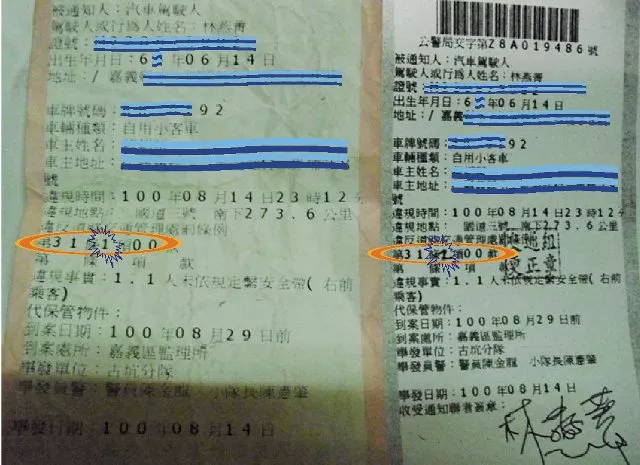 被通知人：汽車駕駛人
駕駛人或行為人姓名：林燕菁
證號：
出生年月日：6 年06月14日
地址：/ 嘉義
車牌號碼： 92
車輛種類：自用小客車
車主姓名：
車主地址：
號
違規時間：100年08月14日23時12分
違規地點： 國道三號 南下273.6公里
違反道路交通管理處罰條例
第31 1項00款
第 條 項 款
違規事實：1.1人未依規定繫安全帶(右前
乘客)
代保管物件：
到案日期：100年08月29日前
到案處所：嘉義區監理所
舉發單位：古坑分隊
舉發員警：警員陳金龍 小隊長陳憲肇
舉發日期：100年08月14日
公警局交字第Z8A019486號
被通知人：汽車駕駛人
駕駛人或行為人姓名：林燕菁
證號：
出生年月日：6 年06月14日
地址：/ 嘉義
車牌號碼： 92
車輛種類：自用小客車
車主姓名：
車主地址：
號
違規時間：100年08月14日23時12分
違規地點： 國道三號 南下273.6公里
違反道路交通管理處罰條例
第31 00款
第 條 項 款
更正章
違規事實：1.1人未依規定繫安全帶(右前
乘客)
代保管物件：
到案日期：100年08月29日前
到案處所：嘉義區監理所
舉發單位：古坑分隊
舉發員警：警員陳金龍 小隊長陳憲肇
舉發日期：100年08月14日
收受通知聯者簽章：
林燕菁